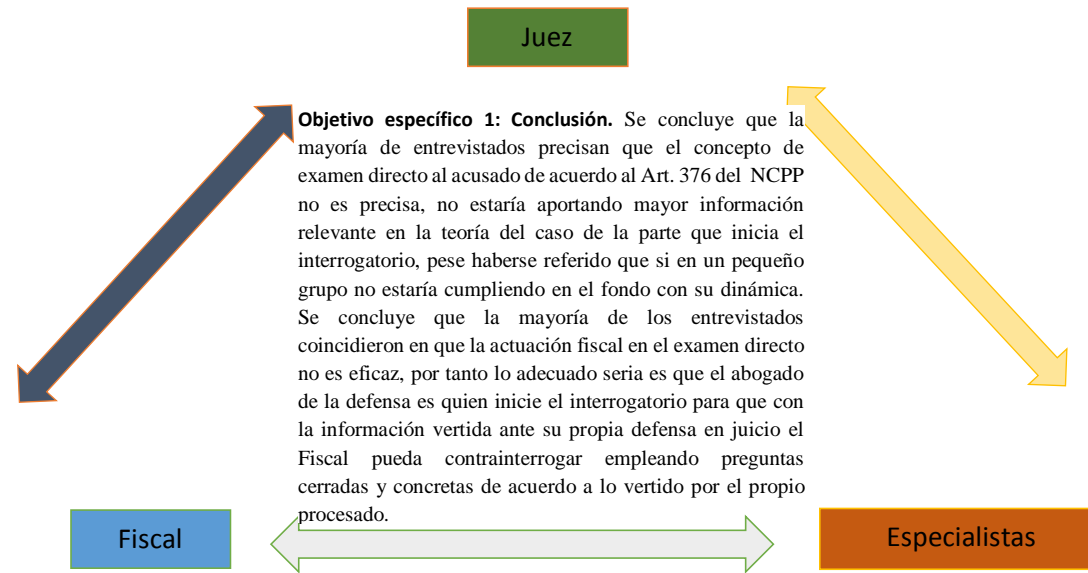 Juez
Objetivo específico 1: Conclusión. Se concluye que la
mayoría de entrevistados precisan que el concepto de
examen directo al acusado de acuerdo al Art. 376 del NCPP
no es precisa, no estaría aportando mayor información
relevante en la teoría del caso de la parte que inicia el
interrogatorio, pese haberse referido que si en un pequeño
grupo no estaría cumpliendo en el fondo con su dinámica.
Se concluye que la mayoría de los entrevistados
coincidieron en que la actuación fiscal en el examen directo
no es eficaz, por tanto lo adecuado seria es que el abogado
de la defensa es quien inicie el interrogatorio para que con
la información vertida ante su propia defensa en juicio el
Fiscal pueda contrainterrogar empleando preguntas
cerradas y concretas de acuerdo a lo vertido por el propio
procesado.
Fiscal
Especialistas